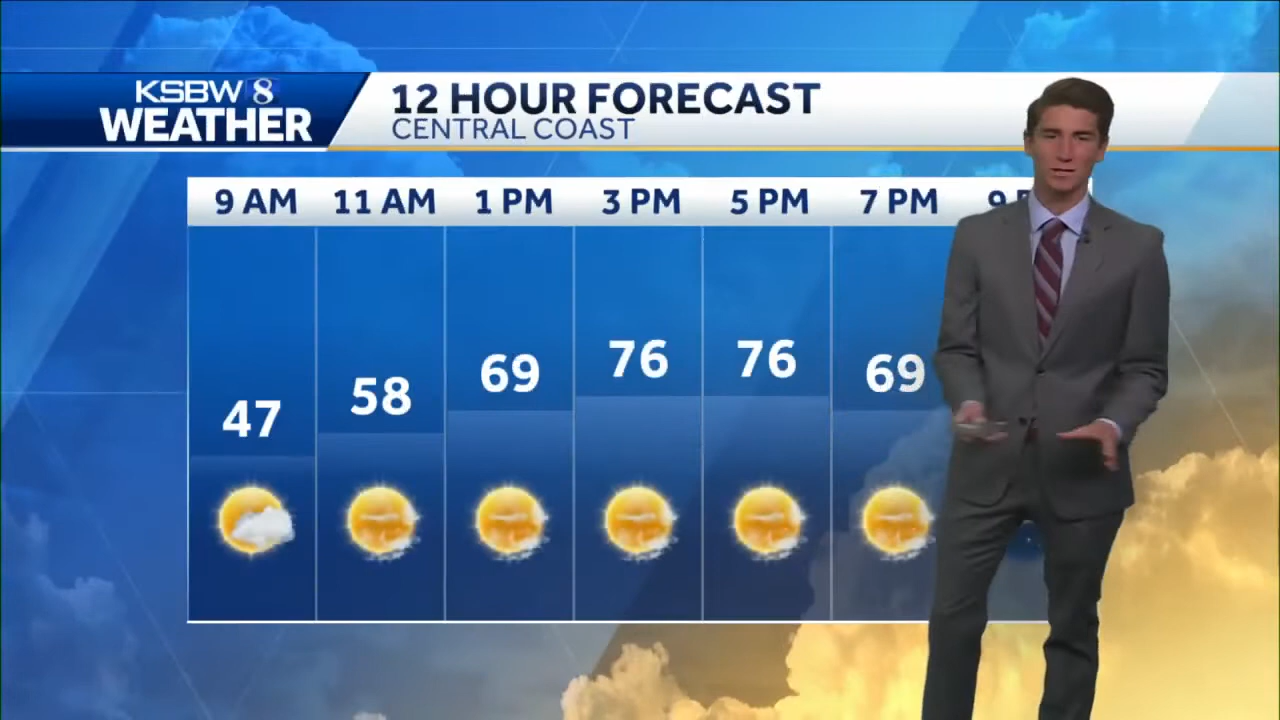 KSBW 8
WEATHER
12 HOUR FORECAST
CENTRAL COAST
9 AM 11 AM 1 PM 3 PM 5 PM 7 PM 9
47 58 69 76 76 69